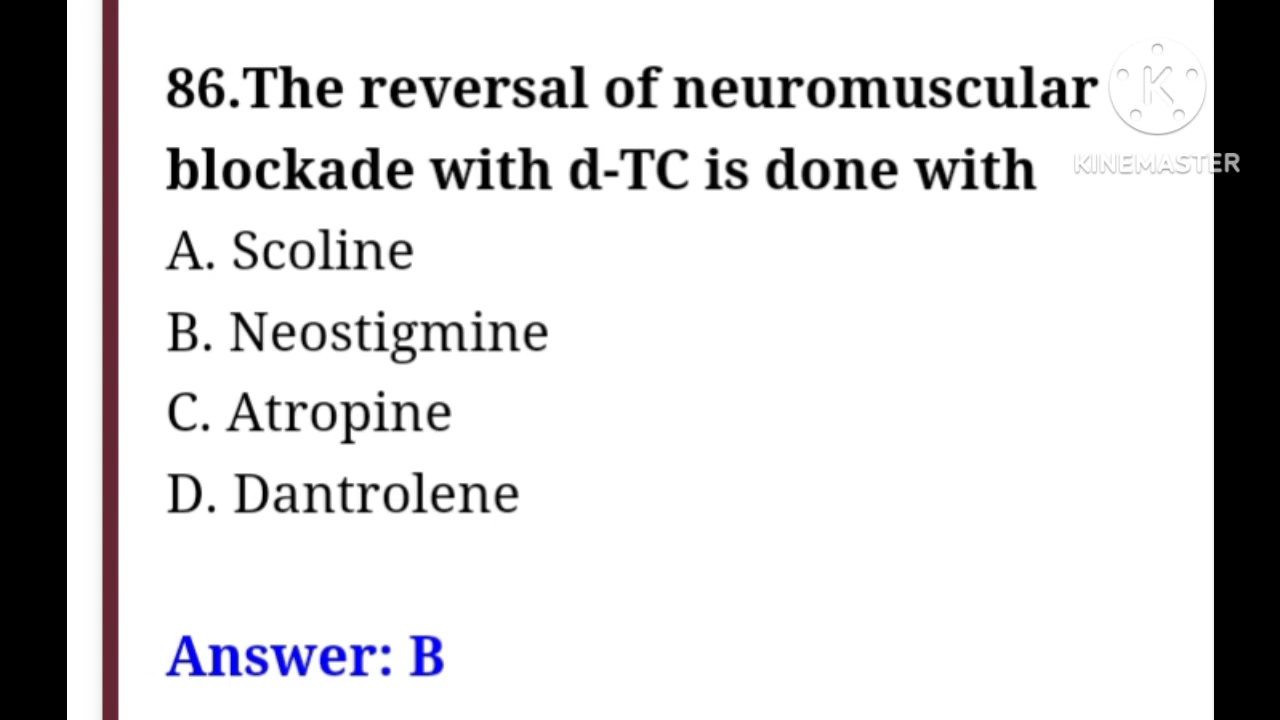 86.The reversal of neuromuscular
blockade with d-TC is done with
A. Scoline
B. Neostigmine
C. Atropine
D. Dantrolene
Answer: B
K
KINEMASTER